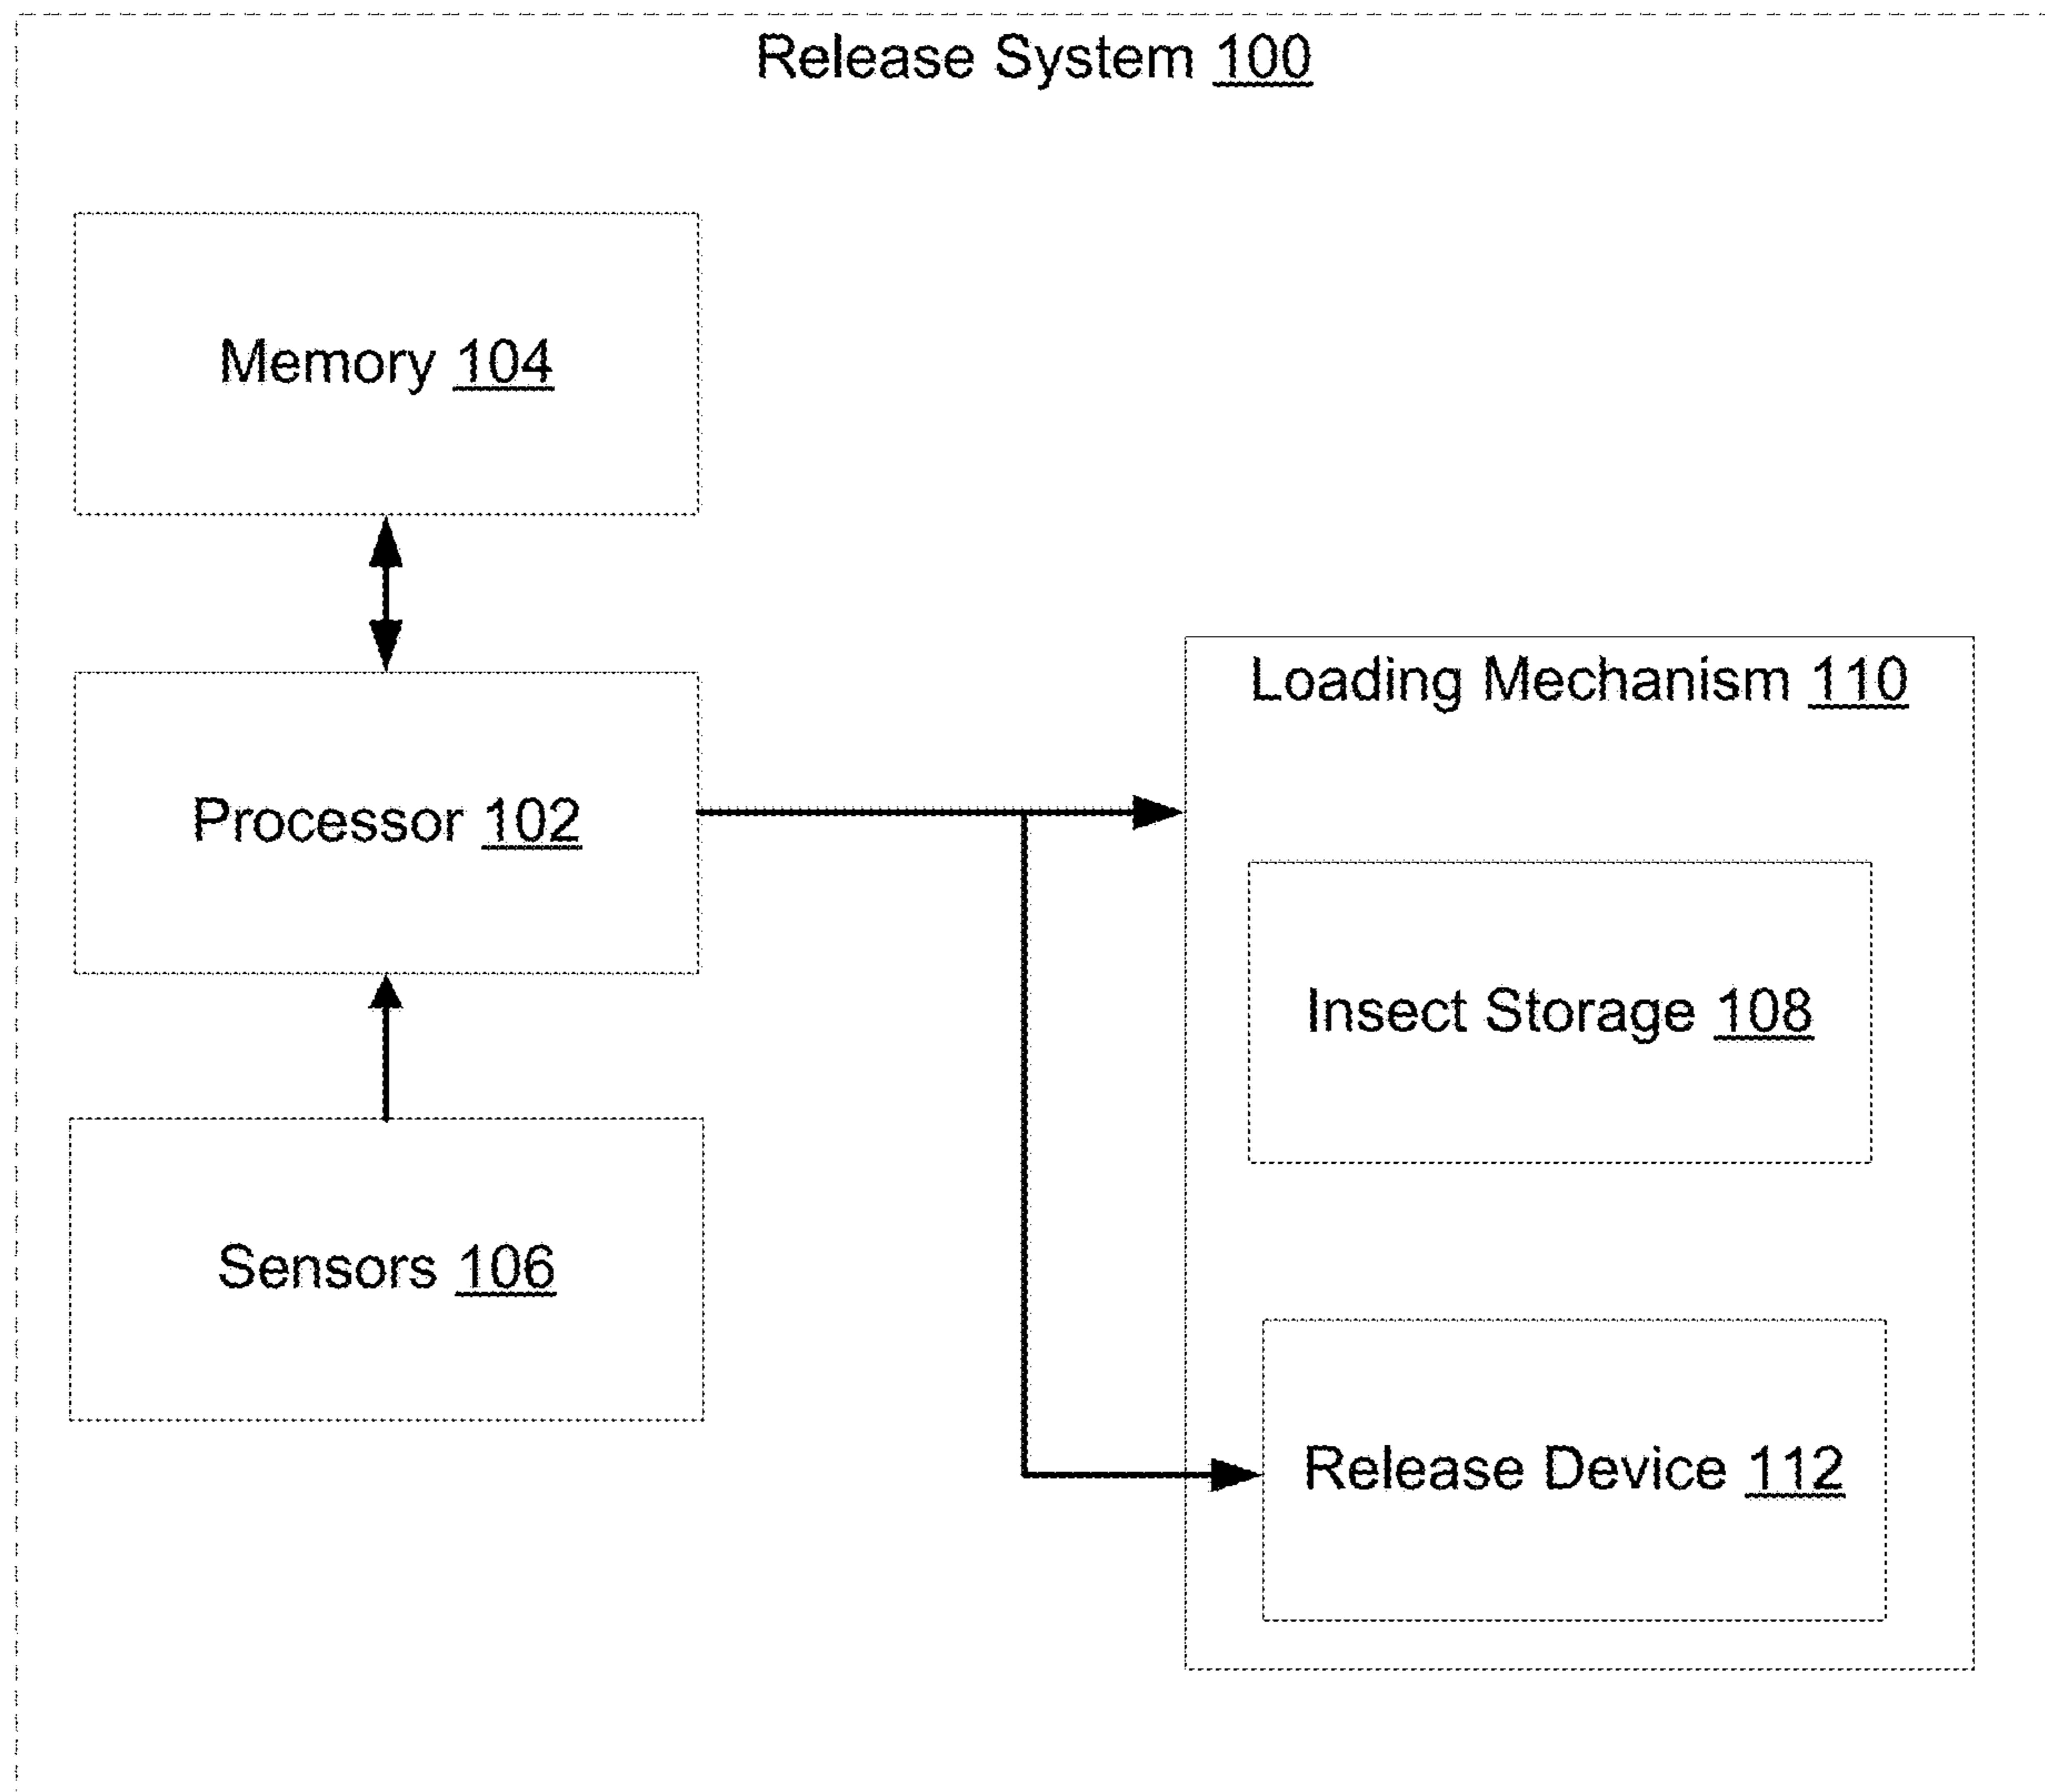 Release System 100
Memory 104
Processor 102
Sensors 106
Loading Mechanism 110
Insect Storage 108
Release Device 112